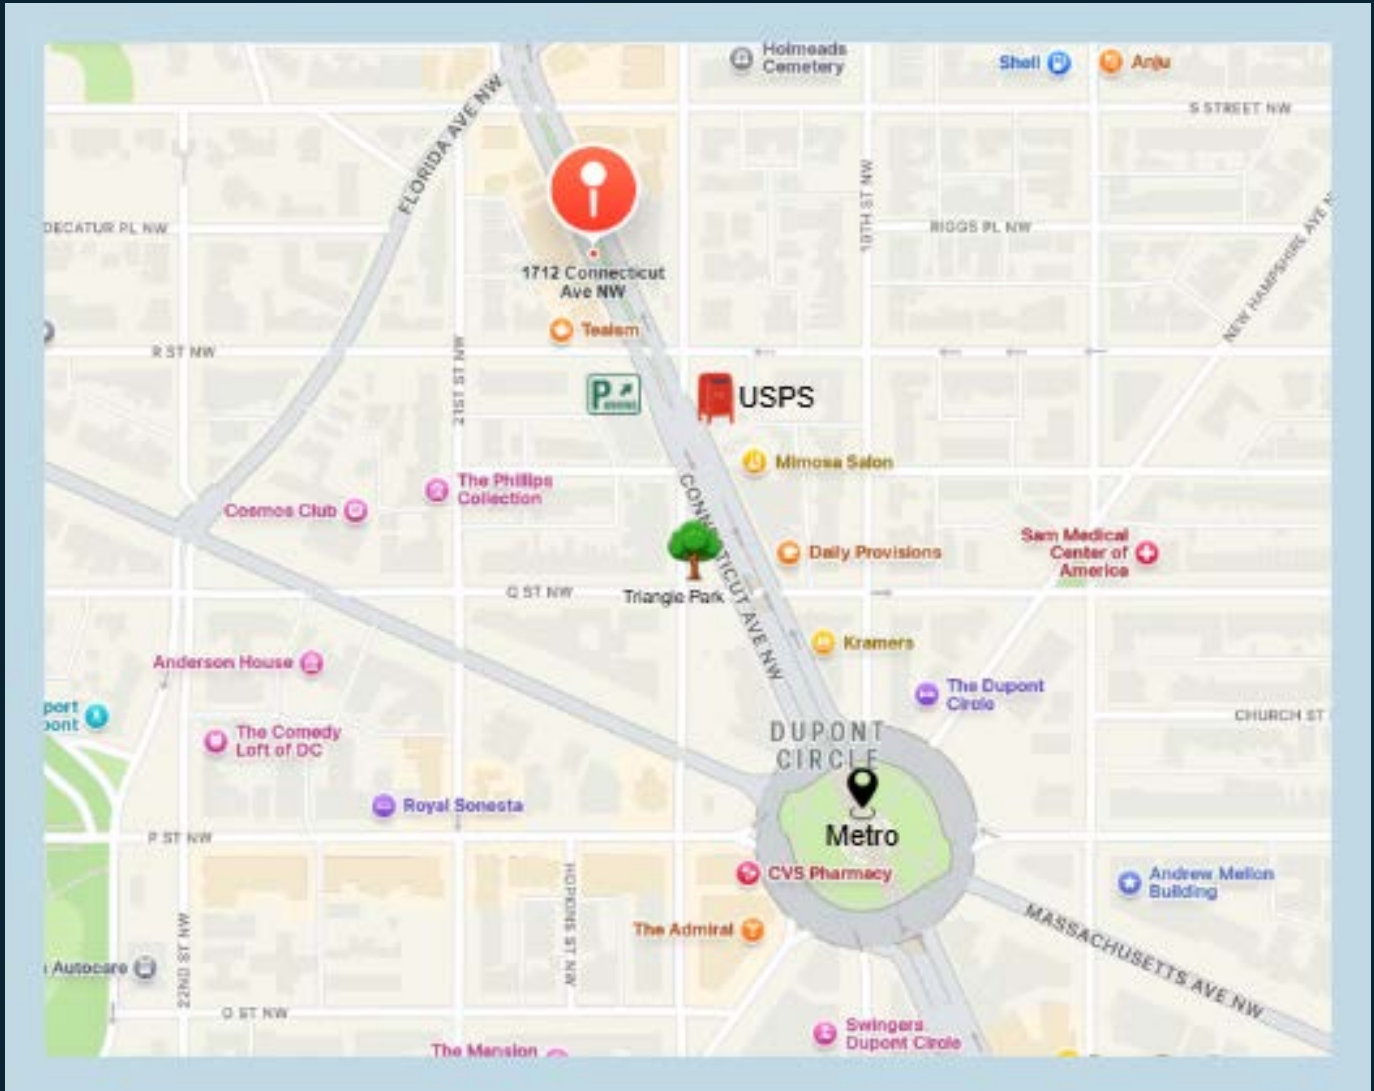 Holmeads
Cemetery
Shell
Anju
S STREET NW
FLORIDA AVE NW
18TH ST NW
DECATUR PL NW
RIGGS PL NW
NEW HAMPSHIRE AVE N
1712 Connecticut
Ave NW
Teaism
R ST NW
21ST ST NW
P
USPS
Mimosa Salon
The Phillips
Collection
Cosmos Club
CONNECTICUT AVE NW
Daily Provisions
Sam Medical
Center of
America
Q ST NW
Triangle Park
Kramers
Anderson House
The Dupont
Circle
port
pont
The Comedy
Loft of DC
CHURCH ST
DUPONT
CIRCLE
Royal Sonesta
Metro
P ST NW
CVS Pharmacy
Andrew Mellon
Building
HOPKINS ST NW
The Admiral
MASSACHUSETTS AVE NW
Autocare
22ND ST NW
O ST NW
Swingers
Dupont Circle
The Mansion